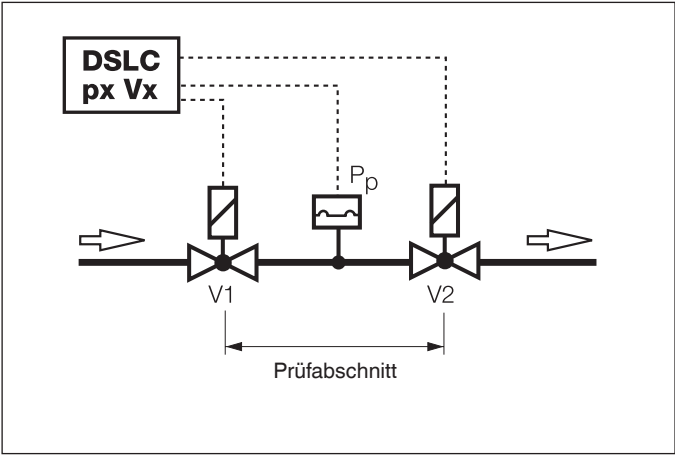 DSLC
px Vx
Pp
V1
V2
Prüfabschnitt